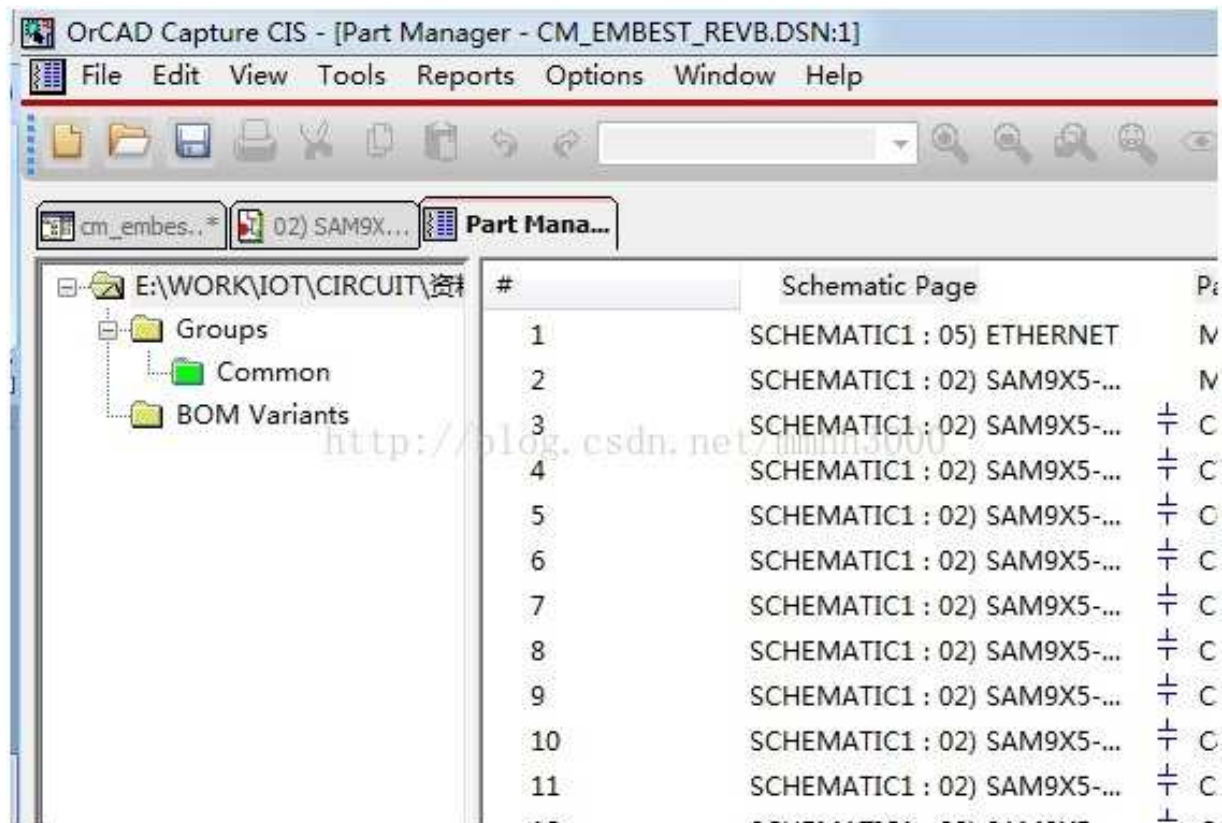 OrCAD Capture CIS - [Part Manager - CM_EMBEST_REVB.DSN:1]
File Edit View Tools Reports Options Window Help
cm_embes..* 02) SAM9X... Part Mana...
E:\WORK\IOT\CIRCUIT\资
Groups
Common
BOM Variants
# Schematic Page
1 SCHEMATIC1 : 05) ETHERNET M
2 SCHEMATIC1 : 02) SAM9X5-... M
3 SCHEMATIC1 : 02) SAM9X5-... C
4 SCHEMATIC1 : 02) SAM9X5-... C
5 SCHEMATIC1 : 02) SAM9X5-... C
6 SCHEMATIC1 : 02) SAM9X5-... C
7 SCHEMATIC1 : 02) SAM9X5-... C
8 SCHEMATIC1 : 02) SAM9X5-... C
9 SCHEMATIC1 : 02) SAM9X5-... C
10 SCHEMATIC1 : 02) SAM9X5-... C
11 SCHEMATIC1 : 02) SAM9X5-... C
http://blog.csdn.net/mmhh3000